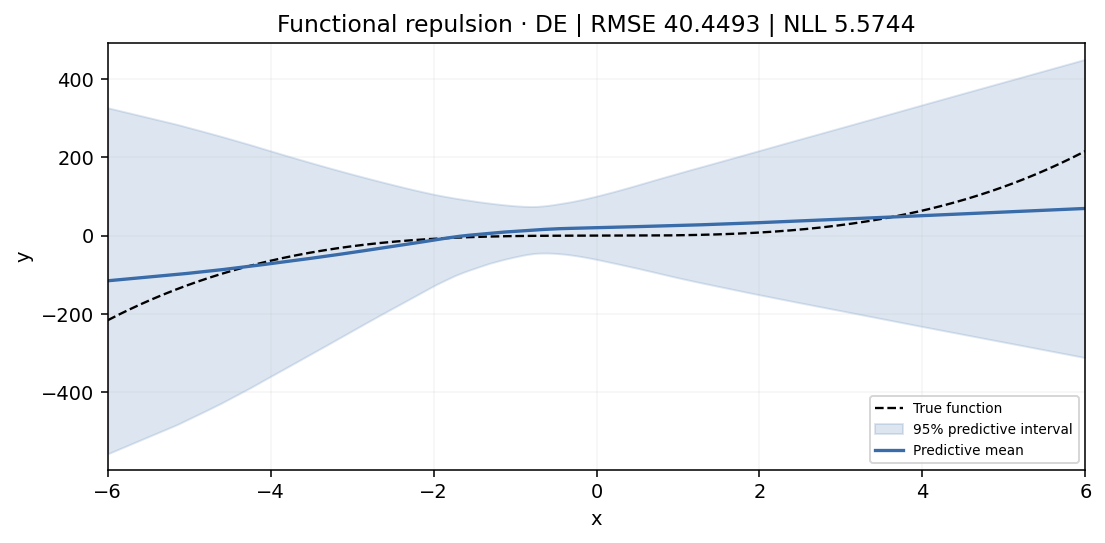 Functional repulsion · DE | RMSE 40.4493 | NLL 5.5744
400
200
0
−200
−400
y
−6
−4
−2
0
2
4
6
x
True function
95% predictive interval
Predictive mean